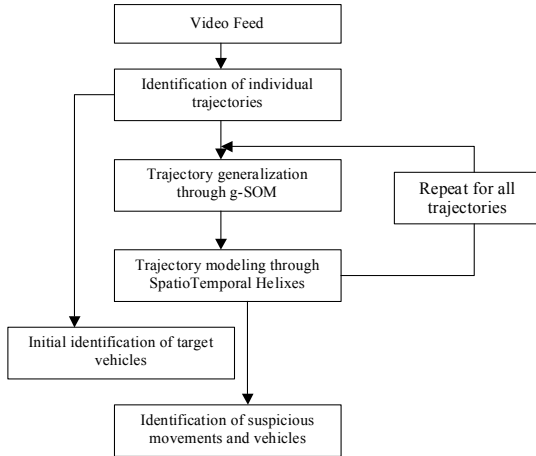 Video Feed
Identification of individual
trajectories
Trajectory generalization
through g-SOM
Repeat for all
trajectories
Trajectory modeling through
SpatioTemporal Helixes
Initial identification of target
vehicles
Identification of suspicious
movements and vehicles